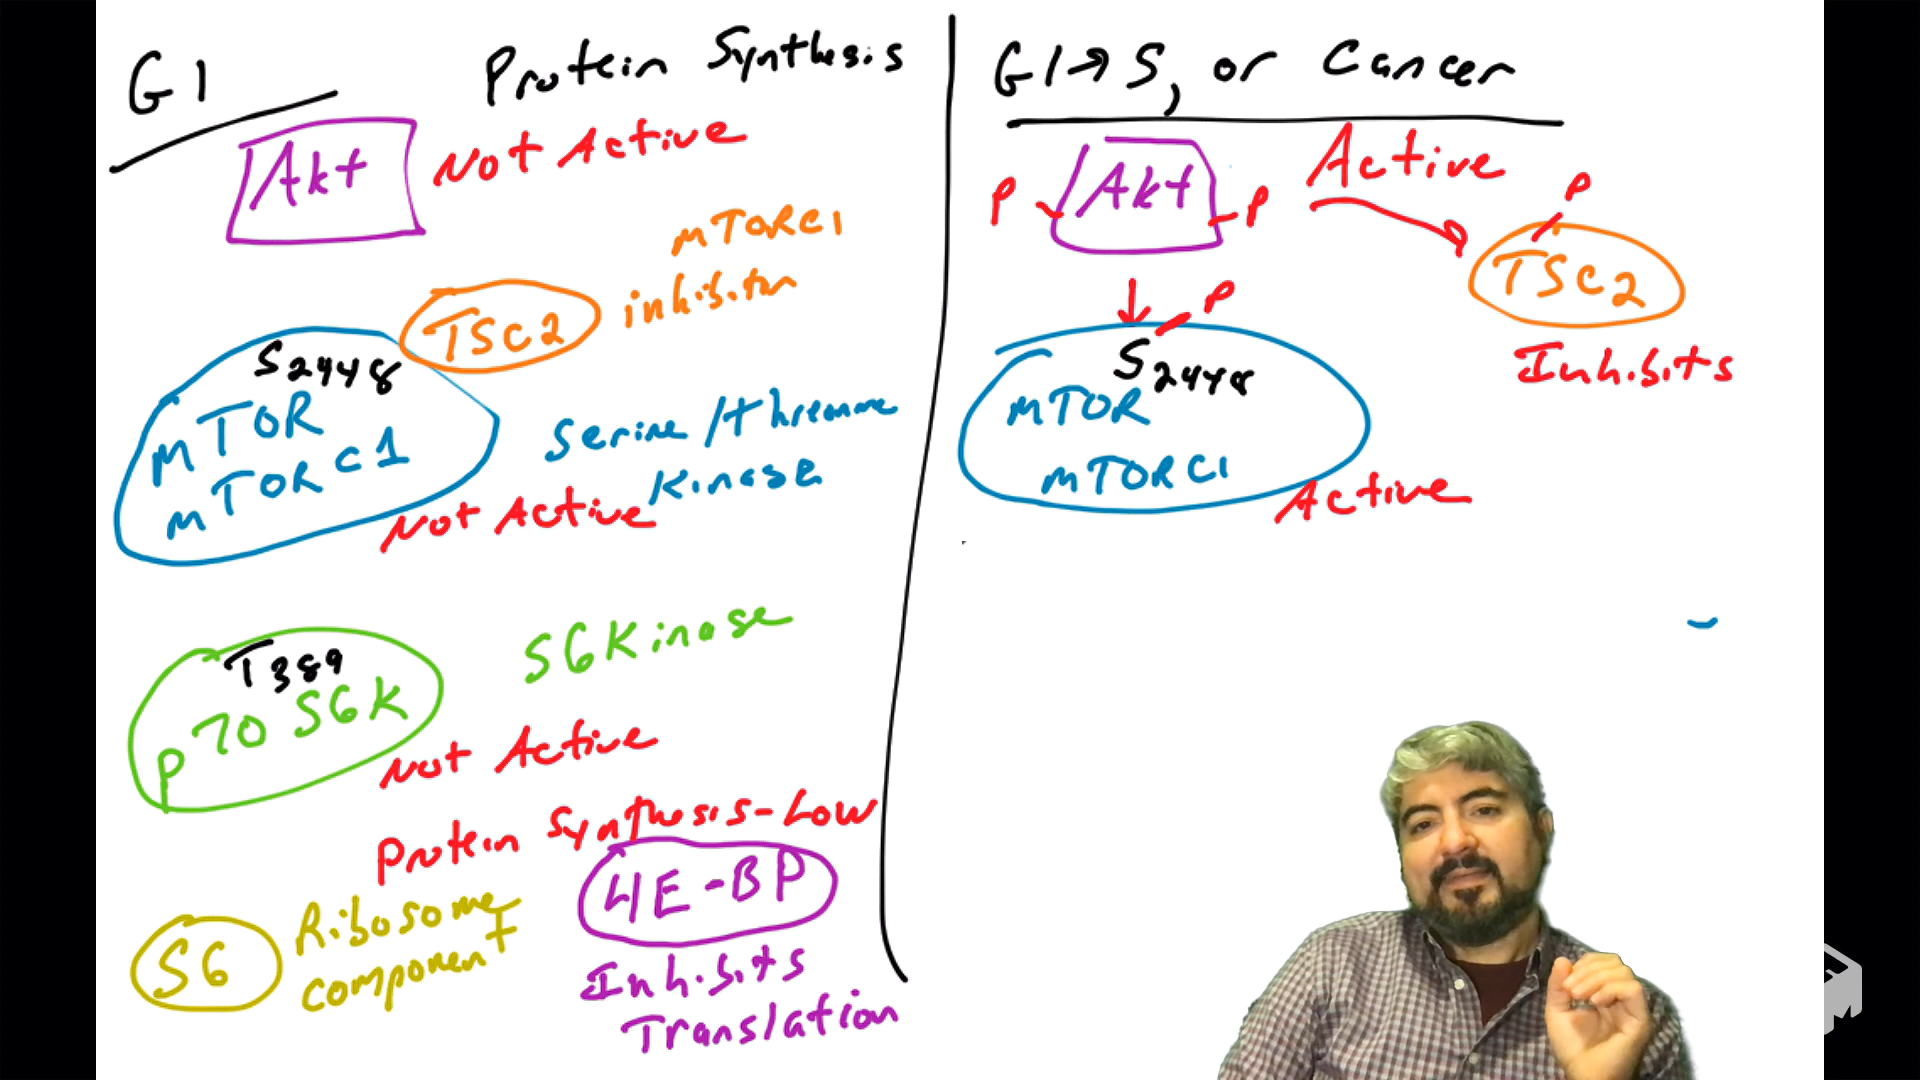 G1
Protein Synthesis
Akt
Not Active
mTORC1
inhibitor
TSC2
S2448
mTOR
mTORC1
Serine/threonine
Kinase
Not Active
T389
p70S6K
S6Kinase
Not Active
Protein Synthesis-Low
S6
Ribosome
component
4E-BP
Inhibits
Translation
G1→S, or Cancer
P
Akt
P
Active
P
TSC2
Inhibits
P
S2448
mTOR
mTORC1
Active